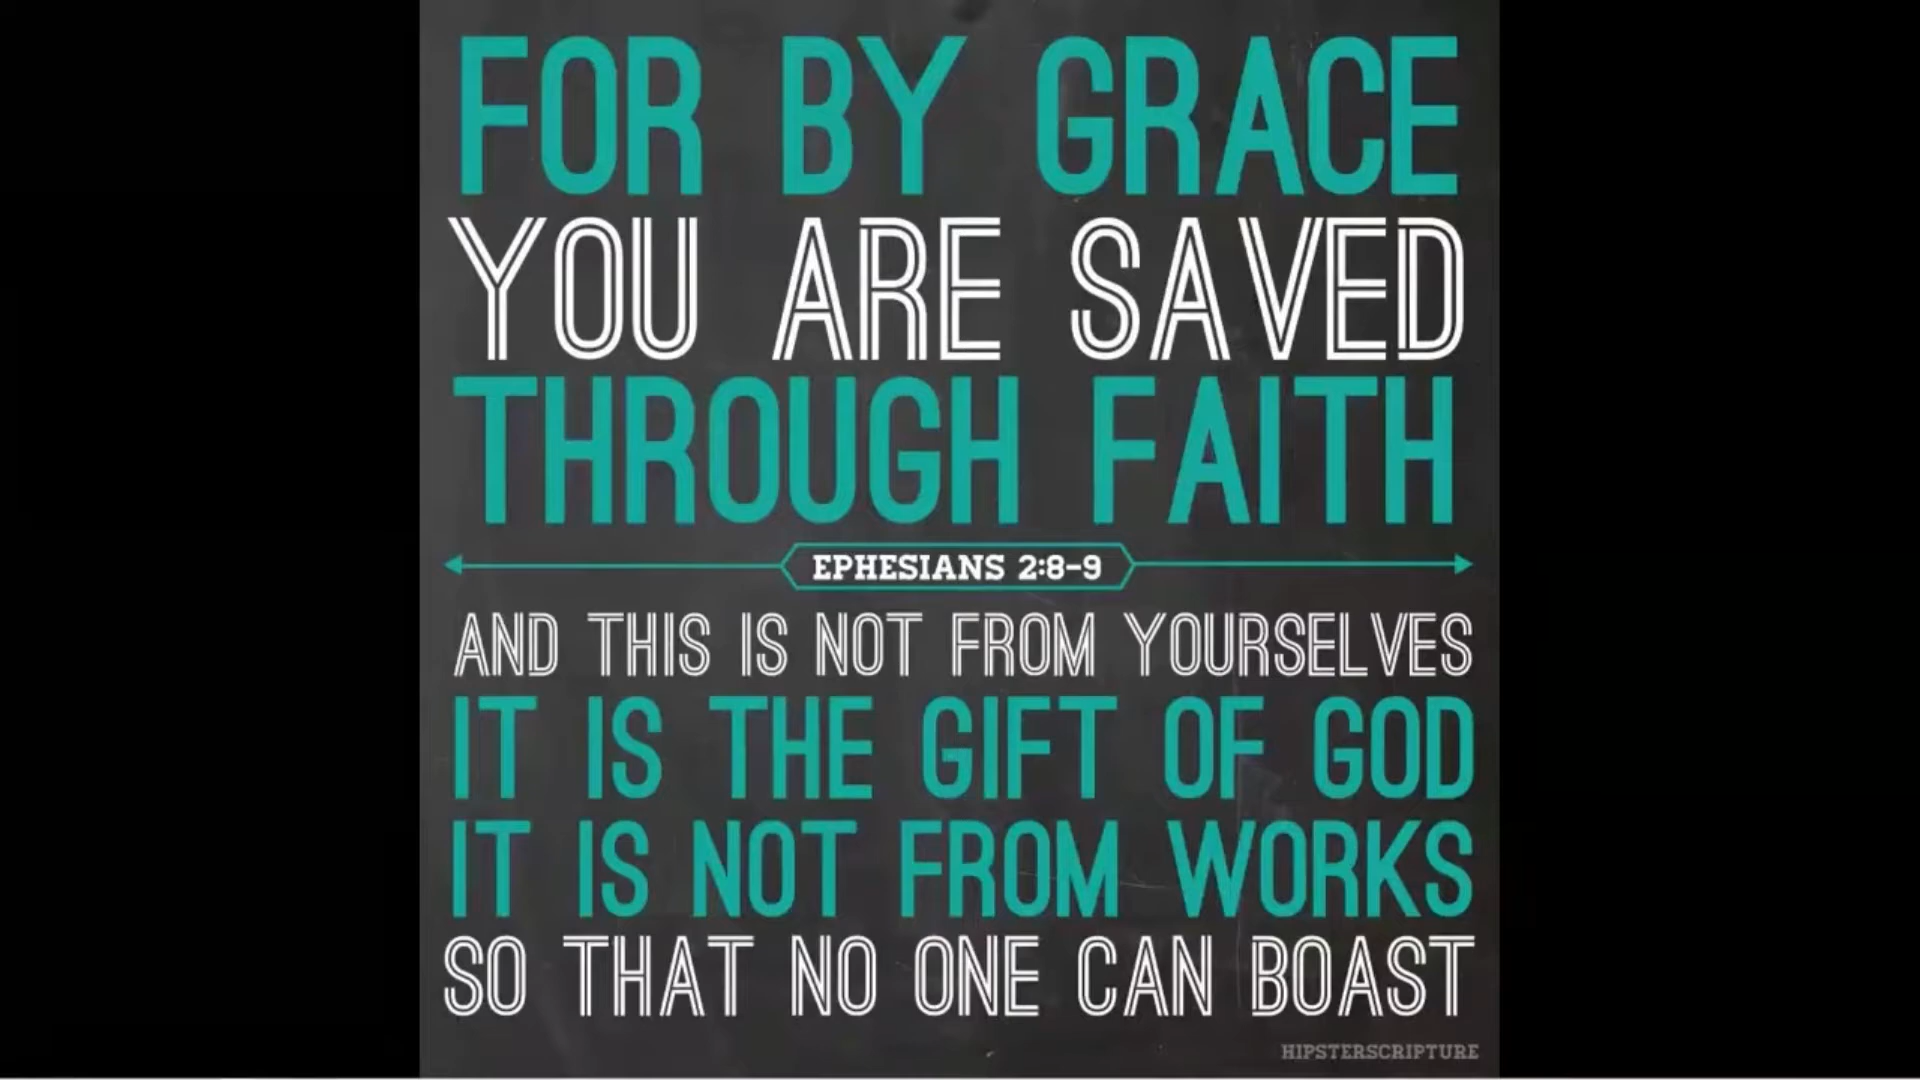 FOR BY GRACE
YOU ARE SAVED
THROUGH FAITH
EPHESIANS 2:8-9
AND THIS IS NOT FROM YOURSELVES
IT IS THE GIFT OF GOD
IT IS NOT FROM WORKS
SO THAT NO ONE CAN BOAST
HIPSTERSCRIPTURE